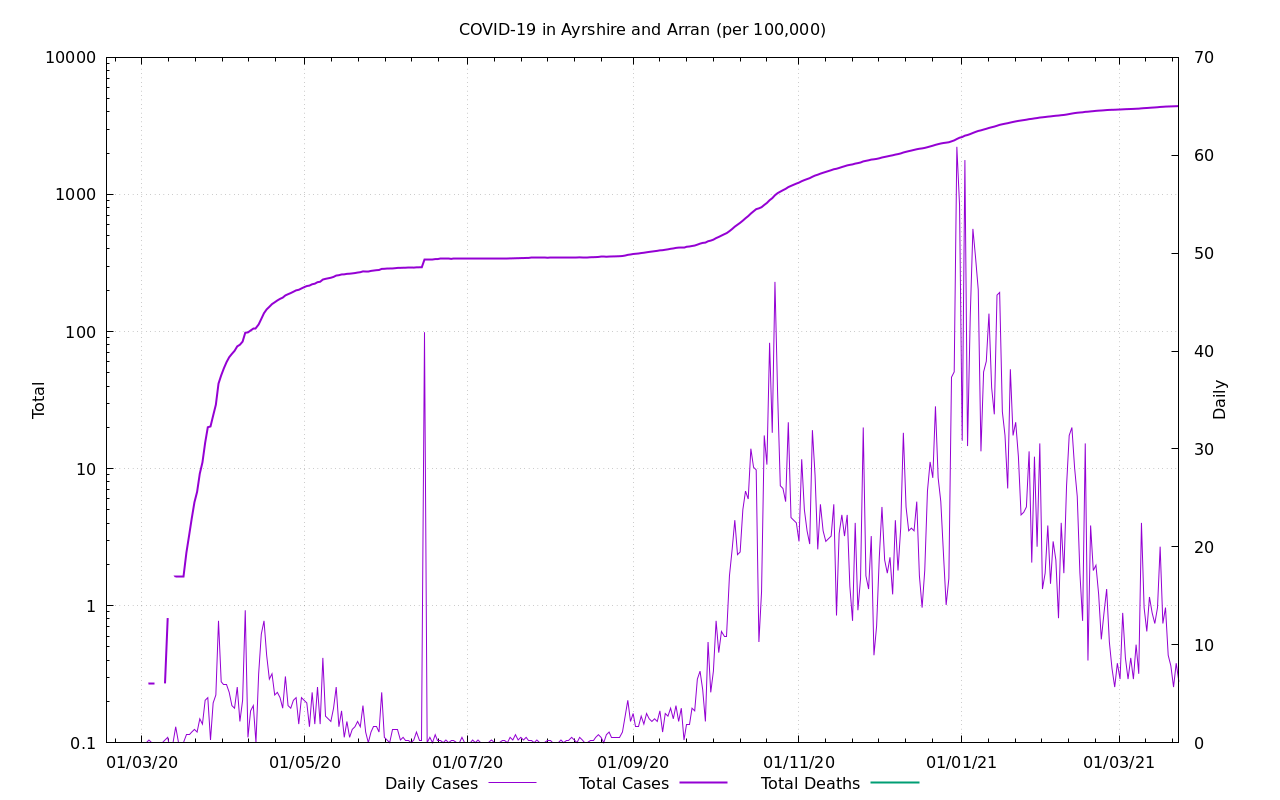 COVID-19 in Ayrshire and Arran (per 100,000)
10000
1000
100
10
1
0.1
Total
70
60
50
40
30
20
10
0
Daily
01/03/20 01/05/20 01/07/20 01/09/20 01/11/20 01/01/21 01/03/21
Daily Cases Total Cases Total Deaths